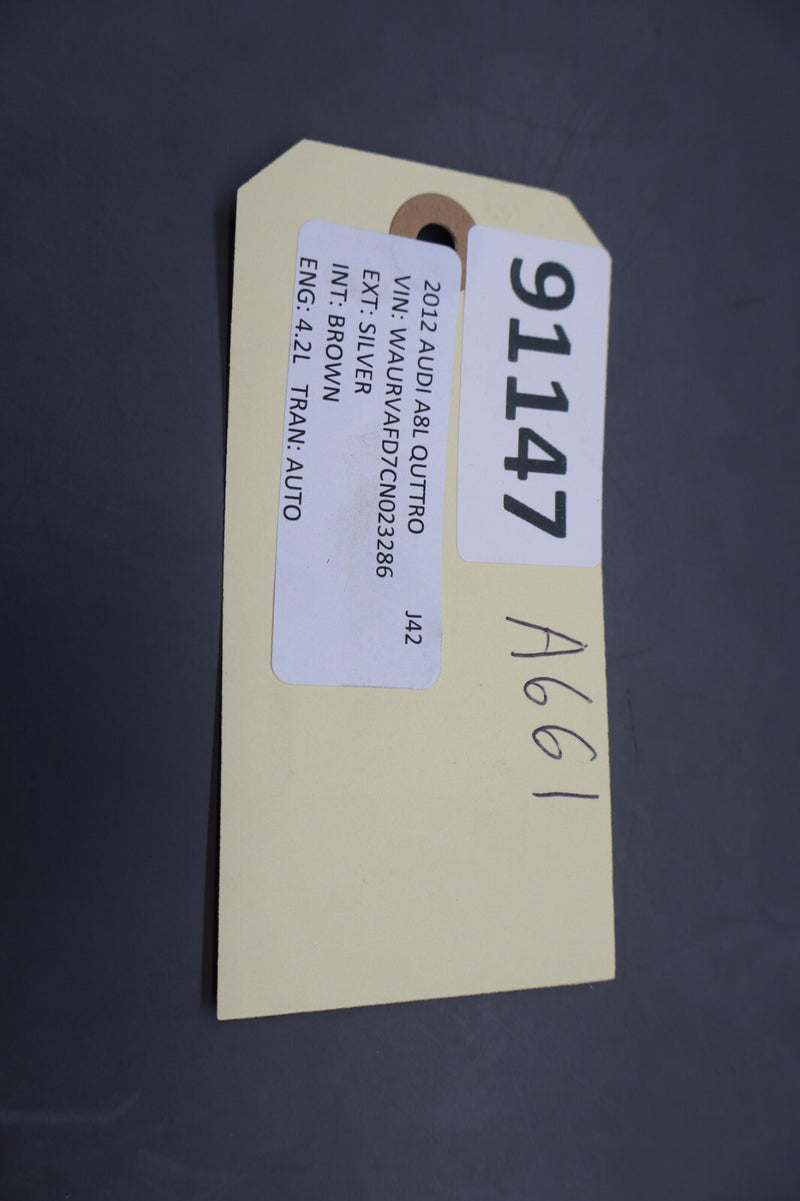 91147
A661
2012 AUDI A8L QUTTRO J42
VIN: WAURVAFD7CN023286
EXT: SILVER
INT: BROWN
ENG: 4.2L TRAN: AUTO